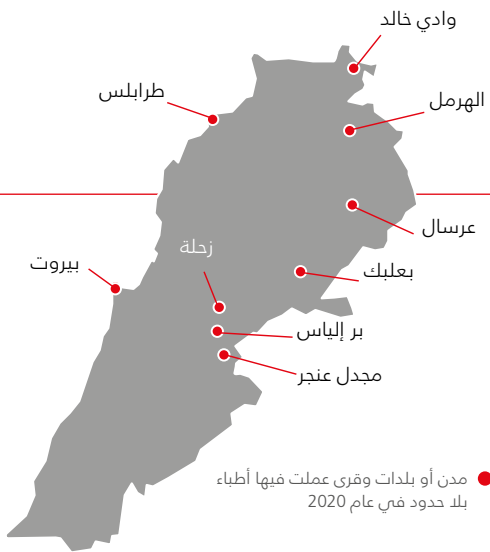 وادي خالد
طرابلس
الهرمل
عرسال
زحلة
بيروت
بعلبك
بر إلياس
مجدل عنجر
مدن أو بلدات وقرى عملت فيها أطباء
بلا حدود في عام 2020